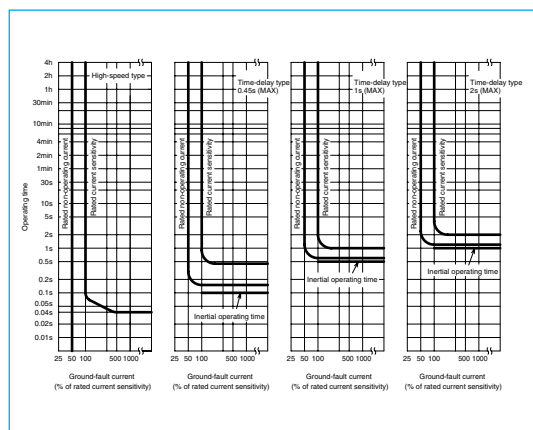 Operating time
4h
2h
1h
30min
10min
4min
2min
1min
30s
10s
5s
2s
1s
0.5s
0.2s
0.1s
0.05s
0.04s
0.02s
0.01s
High-speed type
Rated non-operating current
Rated current sensitivity
25 50 100 500 1000
Ground-fault current
(% of rated current sensitivity)
Time-delay type
0.45s (MAX)
Rated non-operating current
Rated current sensitivity
Inertial operating time
25 50 100 500 1000
Ground-fault current
(% of rated current sensitivity)
Time-delay type
1s (MAX)
Rated non-operating current
Rated current sensitivity
Inertial operating time
25 50 100 500 1000
Ground-fault current
(% of rated current sensitivity)
Time-delay type
2s (MAX)
Rated non-operating current
Rated current sensitivity
Inertial operating time
25 50 100 500 1000
Ground-fault current
(% of rated current sensitivity)